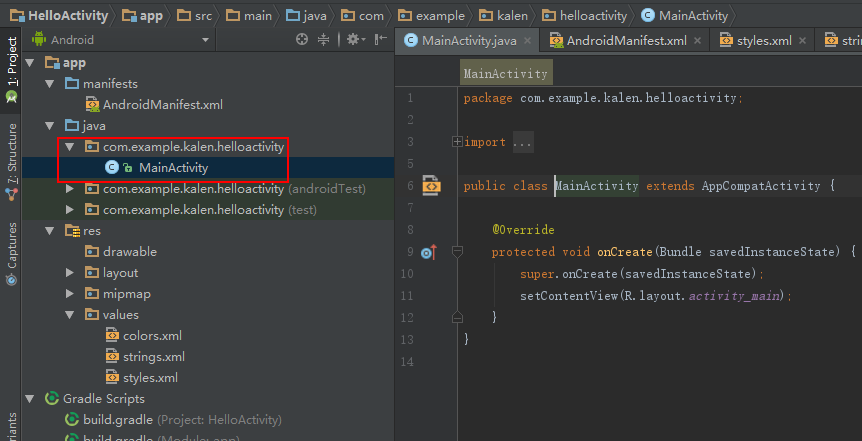 HelloActivity app src main java com example kalen helloactivity MainActivity
Android
MainActivity.java AndroidManifest.xml styles.xml
1: Project
7: Structure
Captures
app
manifests
AndroidManifest.xml
java
com.example.kalen.helloactivity
MainActivity
com.example.kalen.helloactivity (androidTest)
com.example.kalen.helloactivity (test)
res
drawable
layout
mipmap
values
colors.xml
strings.xml
styles.xml
Gradle Scripts
build.gradle (Project: HelloActivity)
build.gradle (Module: app)
MainActivity
1 package com.example.kalen.helloactivity;
2
3 import ...
5
6 public class MainActivity extends AppCompatActivity {
7
8 @Override
9 protected void onCreate(Bundle savedInstanceState) {
10 super.onCreate(savedInstanceState);
11 setContentView(R.layout.activity_main);
12 }
13 }
14